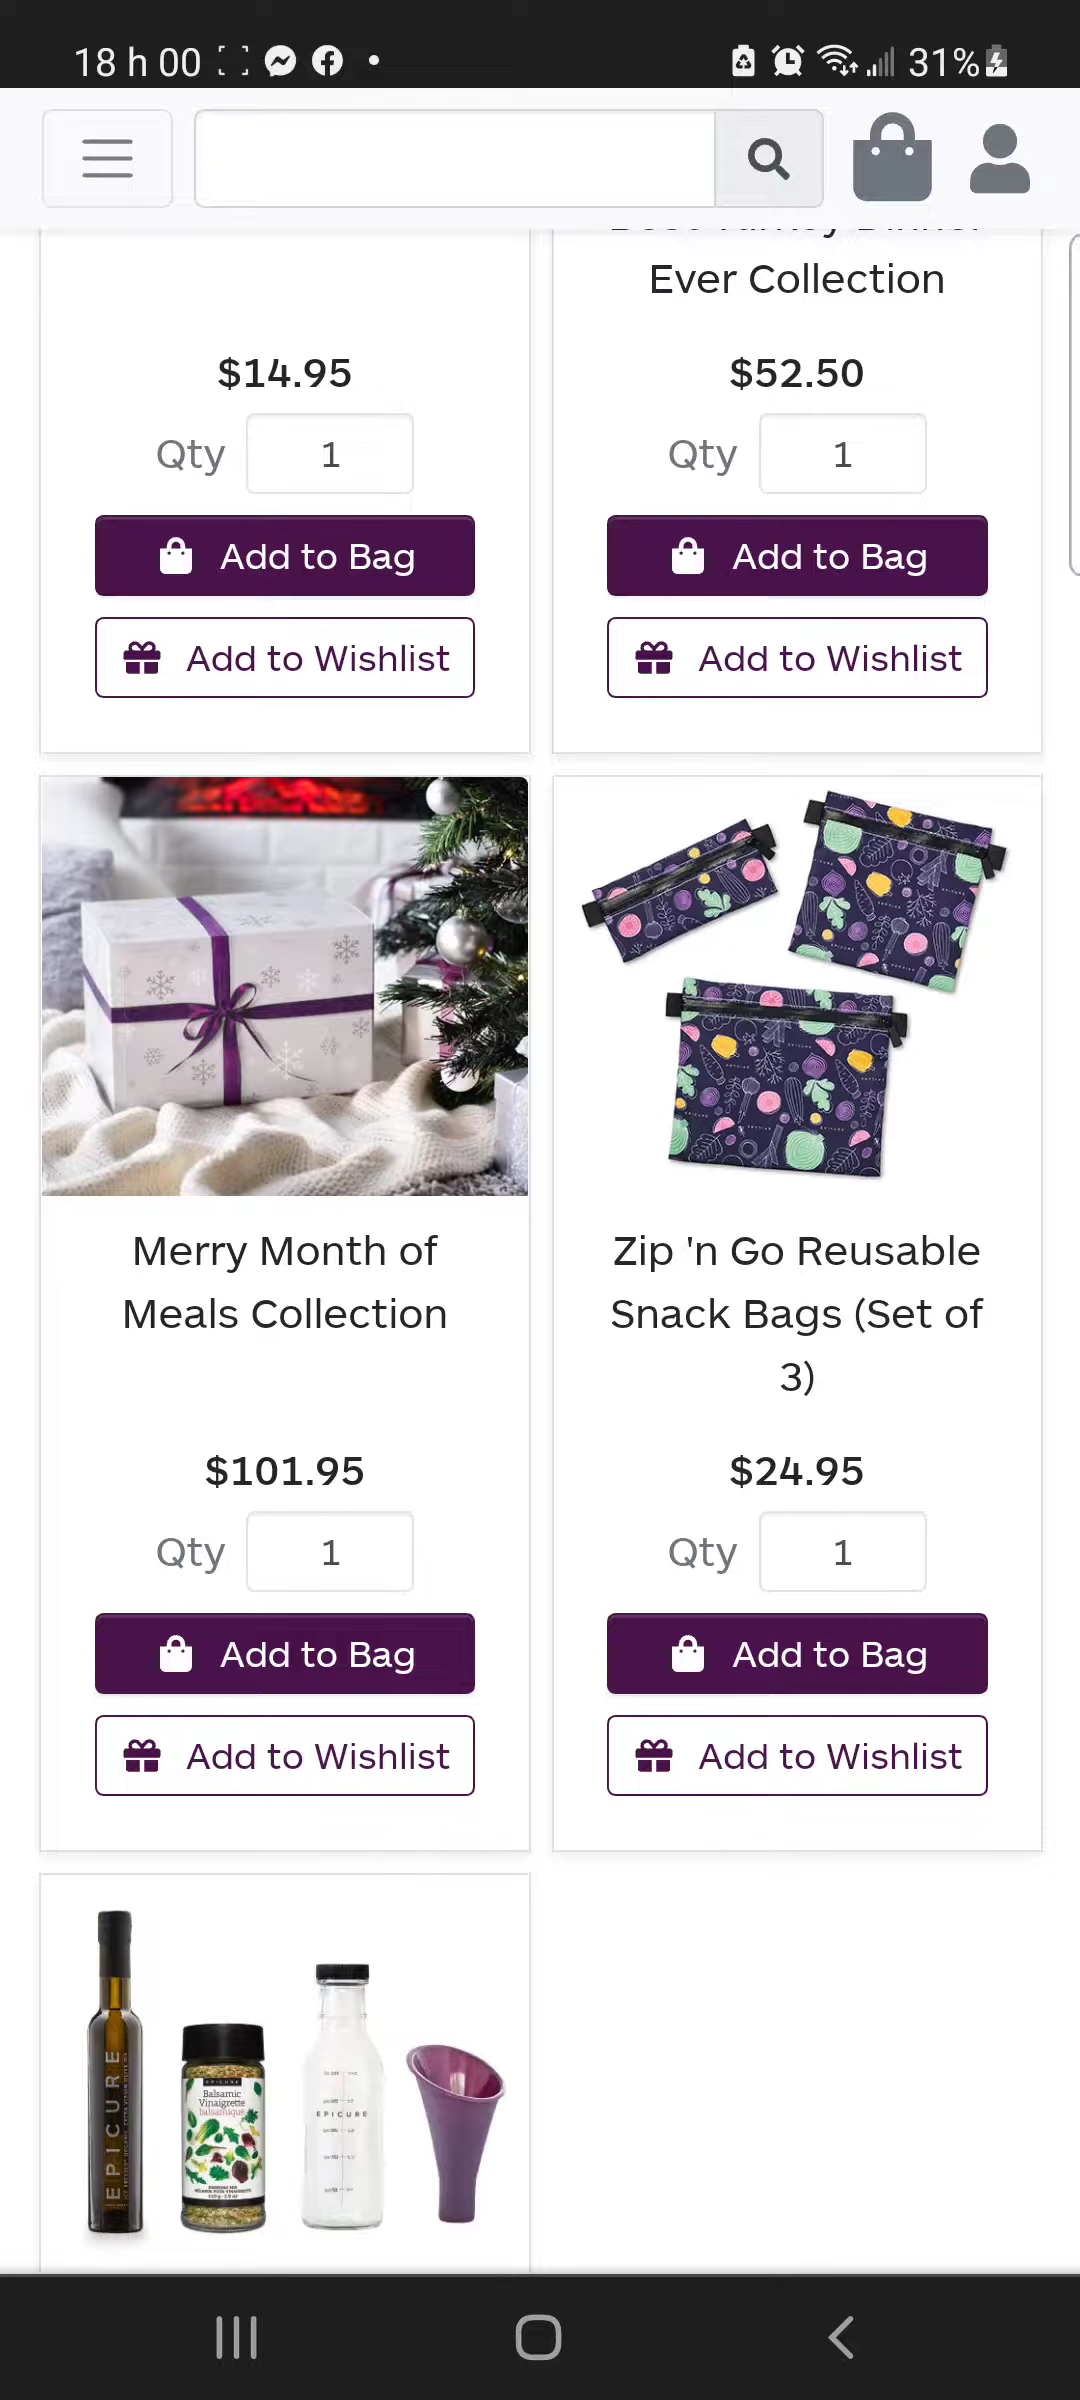 18 h 00
31%
Ever Collection
$14.95
$52.50
Qty 1
Qty 1
Add to Bag
Add to Bag
Add to Wishlist
Add to Wishlist
Merry Month of
Meals Collection
Zip 'n Go Reusable
Snack Bags (Set of
3)
$101.95
$24.95
Qty 1
Qty 1
Add to Bag
Add to Bag
Add to Wishlist
Add to Wishlist
EPICURE
EPICURE
Balsamic
Vinaigrette
balsamique
EPICURE